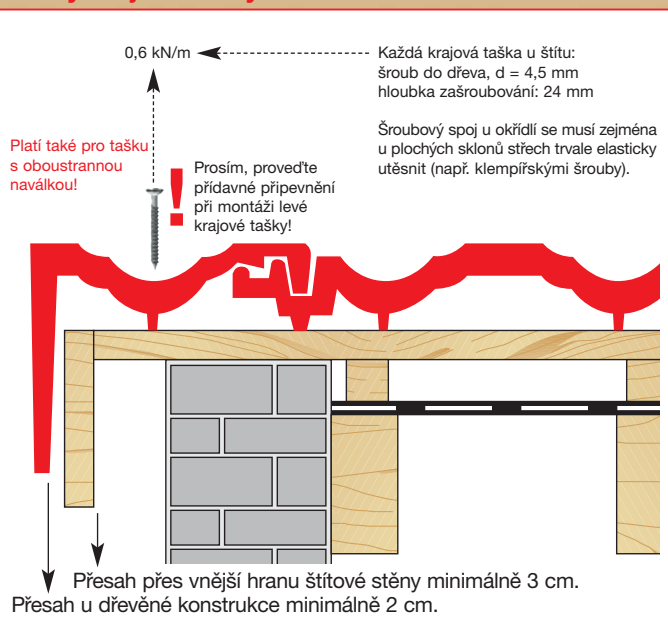 0,6 kN/m
Každá krajová taška u štítu:
šroub do dřeva, d = 4,5 mm
hloubka zašroubování: 24 mm
Šroubový spoj u okřídlí se musí zejména
u plochých sklonů střech trvale elasticky
utěsnit (např. klempířskými šrouby).
Platí také pro tašku
s oboustrannou
naválkou!
!
Prosím, proveďte
přídavné připevnění
při montáži levé
krajové tašky!
Přesah přes vnější hranu štítové stěny minimálně 3 cm.
Přesah u dřevěné konstrukce minimálně 2 cm.